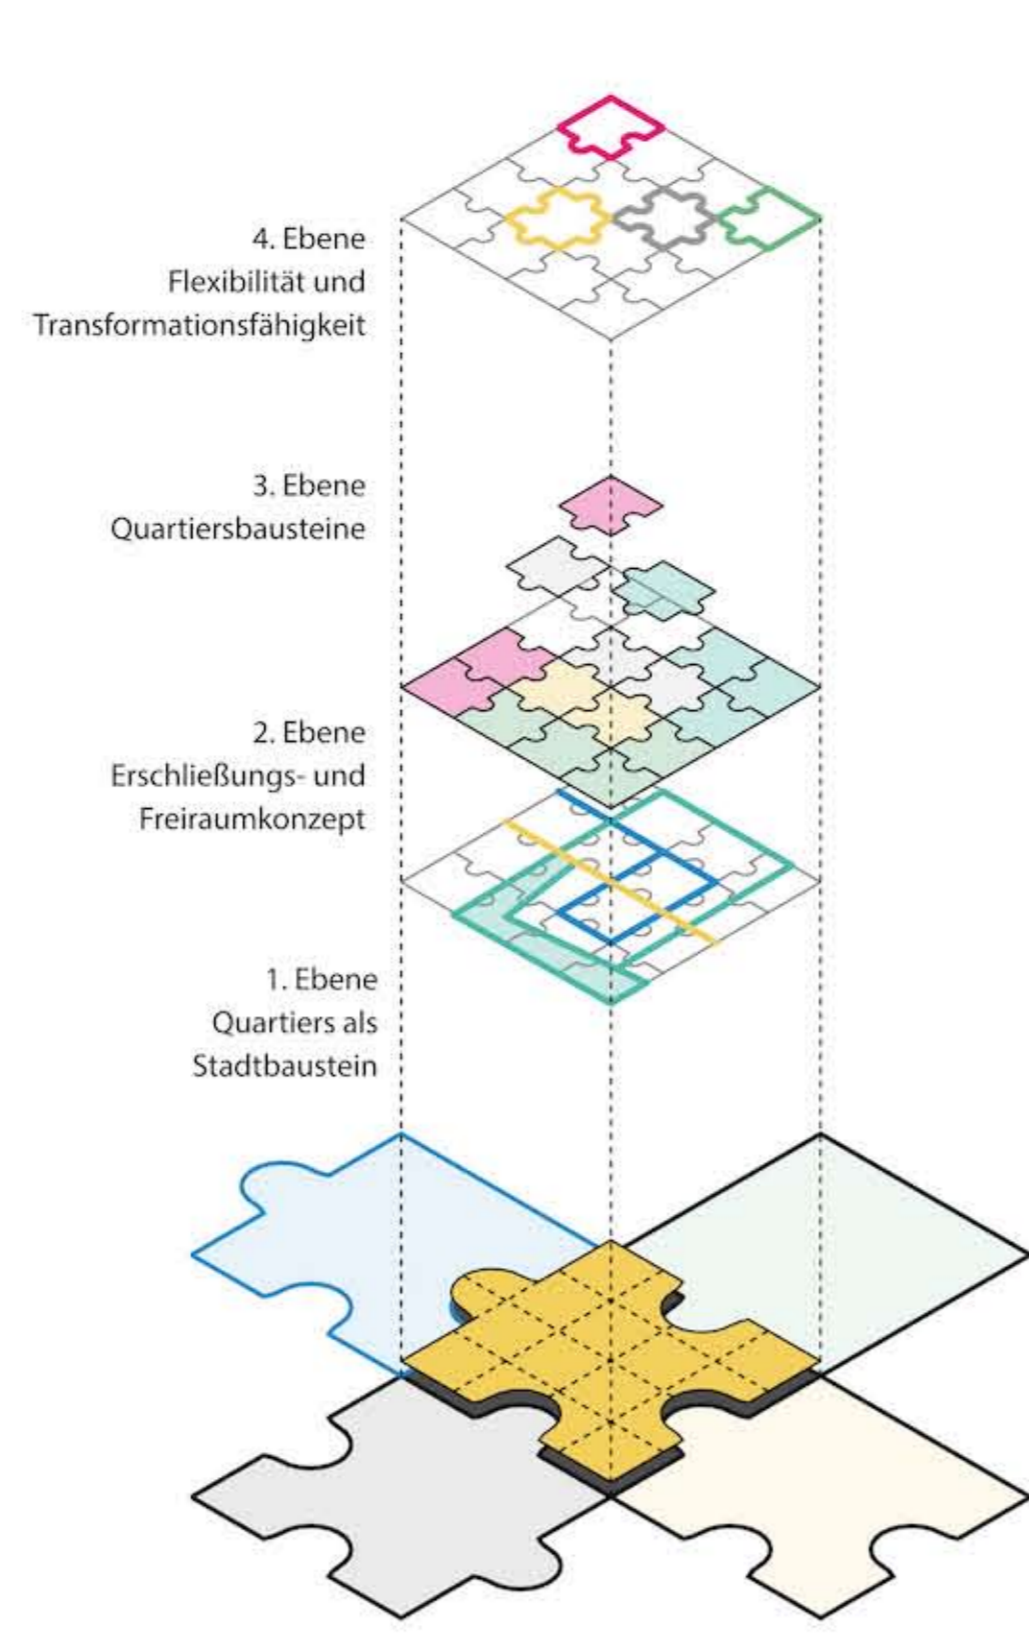 4. Ebene
Flexibilität und
Transformationsfähigkeit
3. Ebene
Quartiersbausteine
2. Ebene
Erschließungs- und
Freiraumkonzept
1. Ebene
Quartiers als
Stadtbaustein